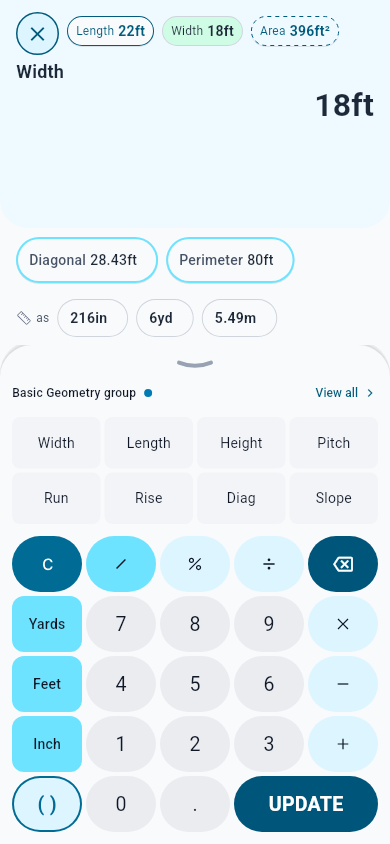 Length 22ft Width 18ft Area 396ft²
Width
18ft
Diagonal 28.43ft Perimeter 80ft
as 216in 6yd 5.49m
Basic Geometry group View all
Width Length Height Pitch
Run Rise Diag Slope
C ⁄ % ÷
Yards 7 8 9 ×
Feet 4 5 6 −
Inch 1 2 3 +
( ) 0 . UPDATE